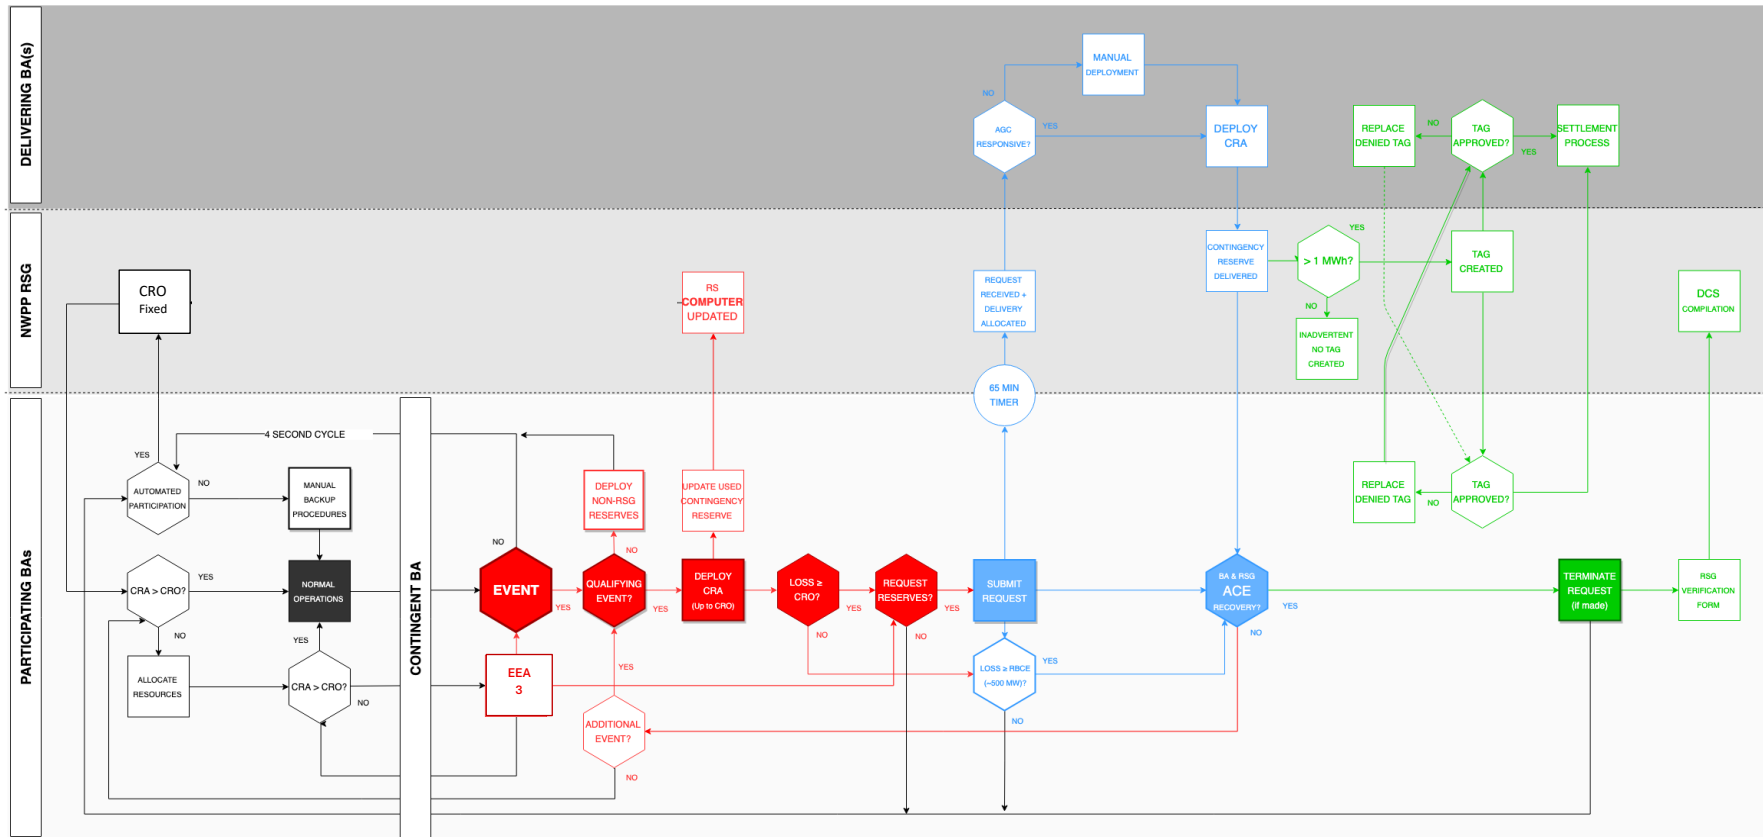 DELIVERING BA(s)
MANUAL
DEPLOYMENT
NO
AGC
RESPONSIVE?
YES
DEPLOY
CRA
REPLACE
DENIED TAG
NO
TAG
APPROVED?
YES
SETTLEMENT
PROCESS
NWPP RSG
CRO
Fixed
RS
COMPUTER
UPDATED
REQUEST
RECEIVED +
DELIVERY
ALLOCATED
CONTINGENCY
RESERVE
DELIVERED
> 1 MWh?
YES
NO
TAG
CREATED
INADVERTENT
NO TAG
CREATED
DCS
COMPILATION
65 MIN
TIMER
PARTICIPATING BAs
CONTINGENT BA
4 SECOND CYCLE
YES
AUTOMATED
PARTICIPATION
NO
MANUAL
BACKUP
PROCEDURES
DEPLOY
NON-RSG
RESERVES
UPDATE USED
CONTINGENCY
RESERVE
REPLACE
DENIED TAG
NO
TAG
APPROVED?
CRA > CRO?
YES
NO
NORMAL
OPERATIONS
YES
NO
EVENT
YES
NO
QUALIFYING
EVENT?
YES
DEPLOY
CRA
(Up to CRO)
LOSS ≥
CRO?
YES
NO
REQUEST
RESERVES?
YES
NO
SUBMIT
REQUEST
BA & RSG
ACE
RECOVERY?
YES
NO
TERMINATE
REQUEST
(if made)
RSG
VERIFICATION
FORM
ALLOCATE
RESOURCES
CRA > CRO?
NO
EEA
3
YES
ADDITIONAL
EVENT?
NO
LOSS ≥ RBCE
(~500 MW)?
YES
NO